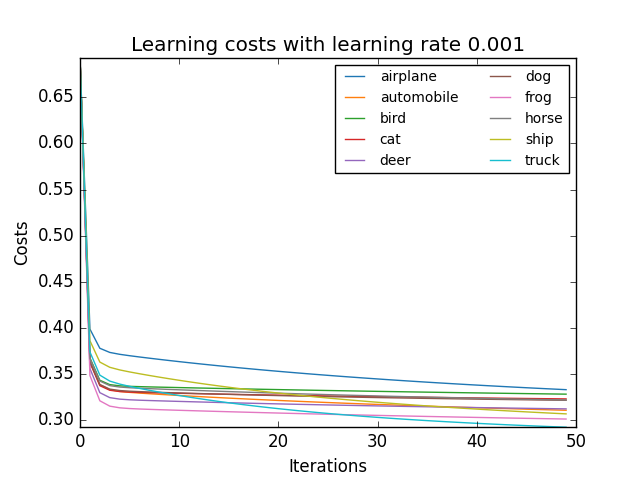 Learning costs with learning rate 0.001
Costs
0.65
0.60
0.55
0.50
0.45
0.40
0.35
0.30
airplane
automobile
bird
cat
deer
dog
frog
horse
ship
truck
0 10 20 30 40 50
Iterations